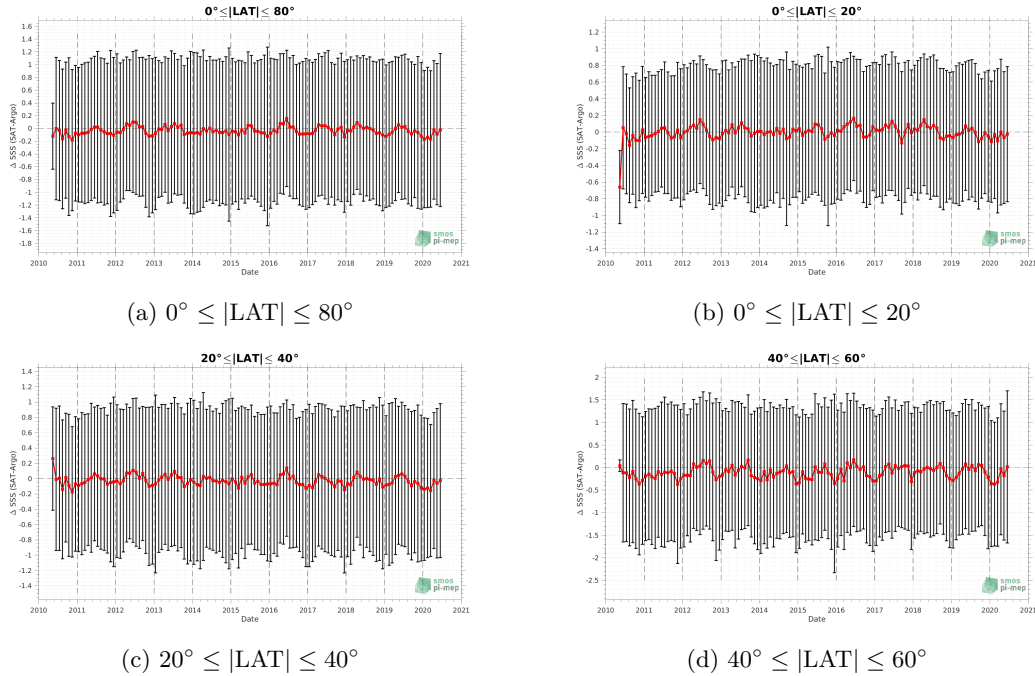 0°≤|LAT|≤ 80°
1.6
1.4
1.2
1
0.8
0.6
0.4
0.2
0
-0.2
-0.4
-0.6
-0.8
-1
-1.2
-1.4
-1.6
-1.8
Δ SSS (SAT-Argo)
2010 2011 2012 2013 2014 2015 2016 2017 2018 2019 2020 2021
Date
smos
pi-mep
(a) 0° ≤ |LAT| ≤ 80°
0°≤|LAT|≤ 20°
1.2
1
0.8
0.6
0.4
0.2
0
-0.2
-0.4
-0.6
-0.8
-1
-1.2
-1.4
Δ SSS (SAT-Argo)
2010 2011 2012 2013 2014 2015 2016 2017 2018 2019 2020 2021
Date
smos
pi-mep
(b) 0° ≤ |LAT| ≤ 20°
20°≤|LAT|≤ 40°
1.4
1.2
1
0.8
0.6
0.4
0.2
0
-0.2
-0.4
-0.6
-0.8
-1
-1.2
-1.4
Δ SSS (SAT-Argo)
2010 2011 2012 2013 2014 2015 2016 2017 2018 2019 2020 2021
Date
smos
pi-mep
(c) 20° ≤ |LAT| ≤ 40°
40°≤|LAT|≤ 60°
2
1.5
1
0.5
0
-0.5
-1
-1.5
-2
-2.5
Δ SSS (SAT-Argo)
2010 2011 2012 2013 2014 2015 2016 2017 2018 2019 2020 2021
Date
smos
pi-mep
(d) 40° ≤ |LAT| ≤ 60°